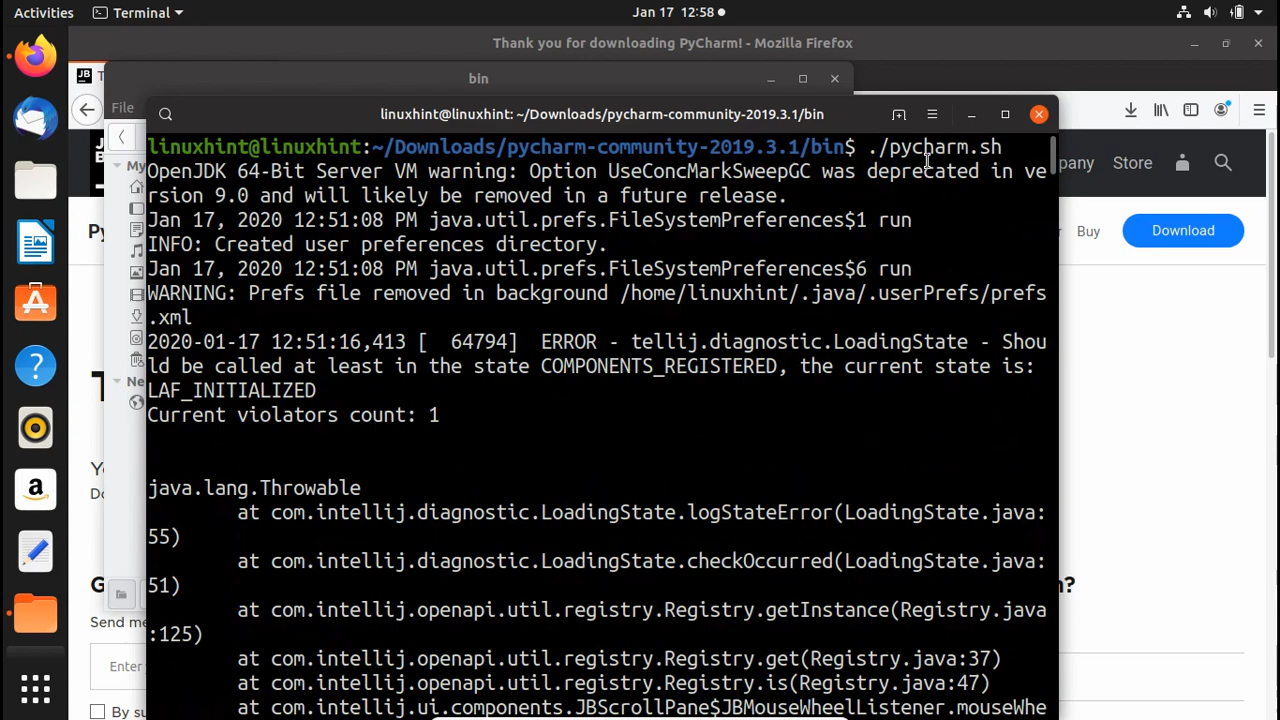 Activities
Terminal
Jan 17 12:58
Thank you for downloading PyCharm! - Mozilla Firefox
JB
T
bin
File
linuxhint@linuxhint: ~/Downloads/pycharm-community-2019.3.1/bin
linuxhint@linuxhint:~/Downloads/pycharm-community-2019.3.1/bin$ ./pycharm.sh
OpenJDK 64-Bit Server VM warning: Option UseConcMarkSweepGC was deprecated in ve
rsion 9.0 and will likely be removed in a future release.
Jan 17, 2020 12:51:08 PM java.util.prefs.FileSystemPreferences$1 run
INFO: Created user preferences directory.
Jan 17, 2020 12:51:08 PM java.util.prefs.FileSystemPreferences$6 run
WARNING: Prefs file removed in background /home/linuxhint/.java/.userPrefs/prefs
.xml
2020-01-17 12:51:16,413 [  64794]  ERROR - tellij.diagnostic.LoadingState - Shou
ld be called at least in the state COMPONENTS_REGISTERED, the current state is:
LAF_INITIALIZED
Current violators count: 1
java.lang.Throwable
at com.intellij.diagnostic.LoadingState.logStateError(LoadingState.java:
55)
at com.intellij.diagnostic.LoadingState.checkOccurred(LoadingState.java:
51)
at com.intellij.openapi.util.registry.Registry.getInstance(Registry.java
:125)
at com.intellij.openapi.util.registry.Registry.get(Registry.java:37)
at com.intellij.openapi.util.registry.Registry.is(Registry.java:47)
at com.intellij.ui.components.JBScrollPane$JBMouseWheelListener.mouseWhe
My
Ne
pany
Store
Py
Buy
Download
T
Yo
Do
G
?
Send me
Enter
By su